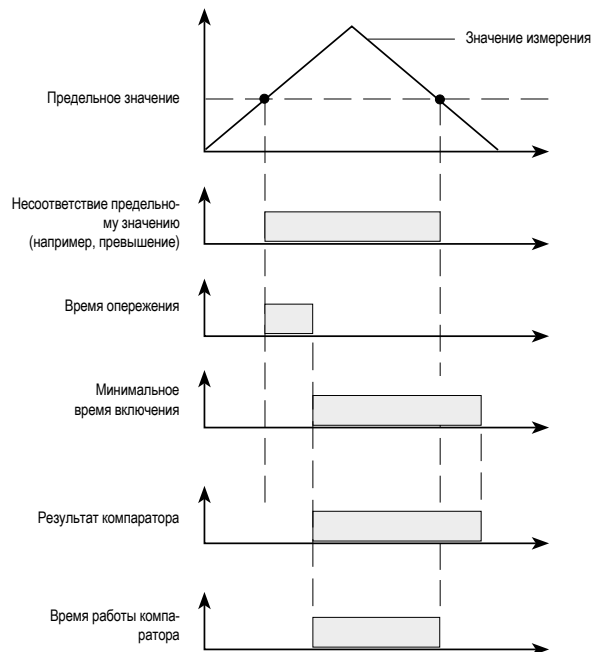 Значение измерения
Предельное значение
Несоответствие предельно-
му значению
(например, превышение)
Время опережения
Минимальное
время включения
Результат компаратора
Время работы компа-
ратора